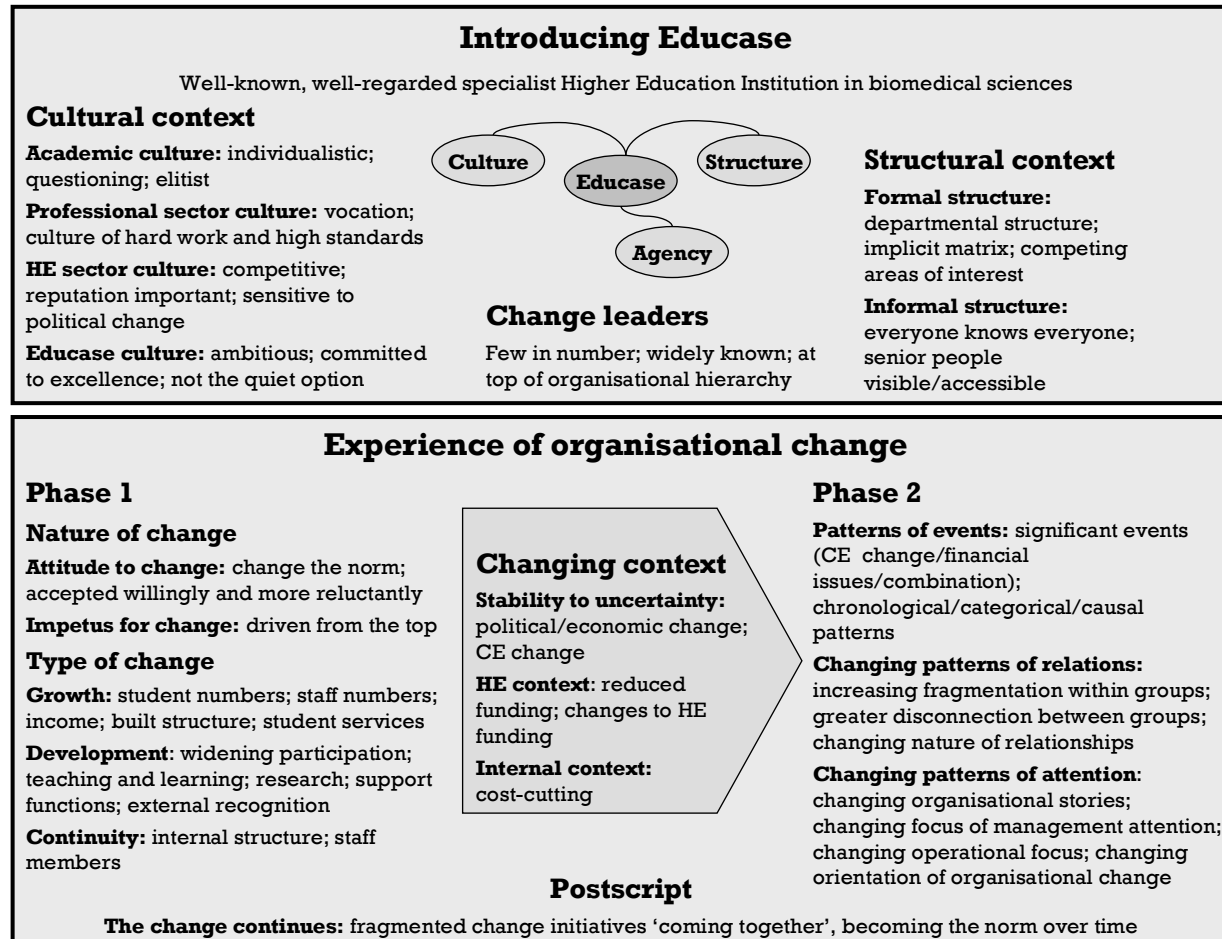 Introducing Educase
Well-known, well-regarded specialist Higher Education Institution in biomedical sciences
Cultural context
Academic culture: individualistic;
questioning; elitist
Professional sector culture: vocation;
culture of hard work and high standards
HE sector culture: competitive;
reputation important; sensitive to
political change
Educase culture: ambitious; committed
to excellence; not the quiet option
Culture
Educase
Structure
Agency
Change leaders
Few in number; widely known; at
top of organisational hierarchy
Structural context
Formal structure:
departmental structure;
implicit matrix; competing
areas of interest
Informal structure:
everyone knows everyone;
senior people
visible/accessible
Experience of organisational change
Phase 1
Nature of change
Attitude to change: change the norm;
accepted willingly and more reluctantly
Impetus for change: driven from the top
Type of change
Growth: student numbers; staff numbers;
income; built structure; student services
Development: widening participation;
teaching and learning; research; support
functions; external recognition
Continuity: internal structure; staff
members
Changing context
Stability to uncertainty:
political/economic change;
CE change
HE context: reduced
funding; changes to HE
funding
Internal context:
cost-cutting
Phase 2
Patterns of events: significant events
(CE change/financial
issues/combination);
chronological/categorical/causal
patterns
Changing patterns of relations:
increasing fragmentation within groups;
greater disconnection between groups;
changing nature of relationships
Changing patterns of attention:
changing organisational stories;
changing focus of management attention;
changing operational focus; changing
orientation of organisational change
Postscript
The change continues: fragmented change initiatives ‘coming together’, becoming the norm over time